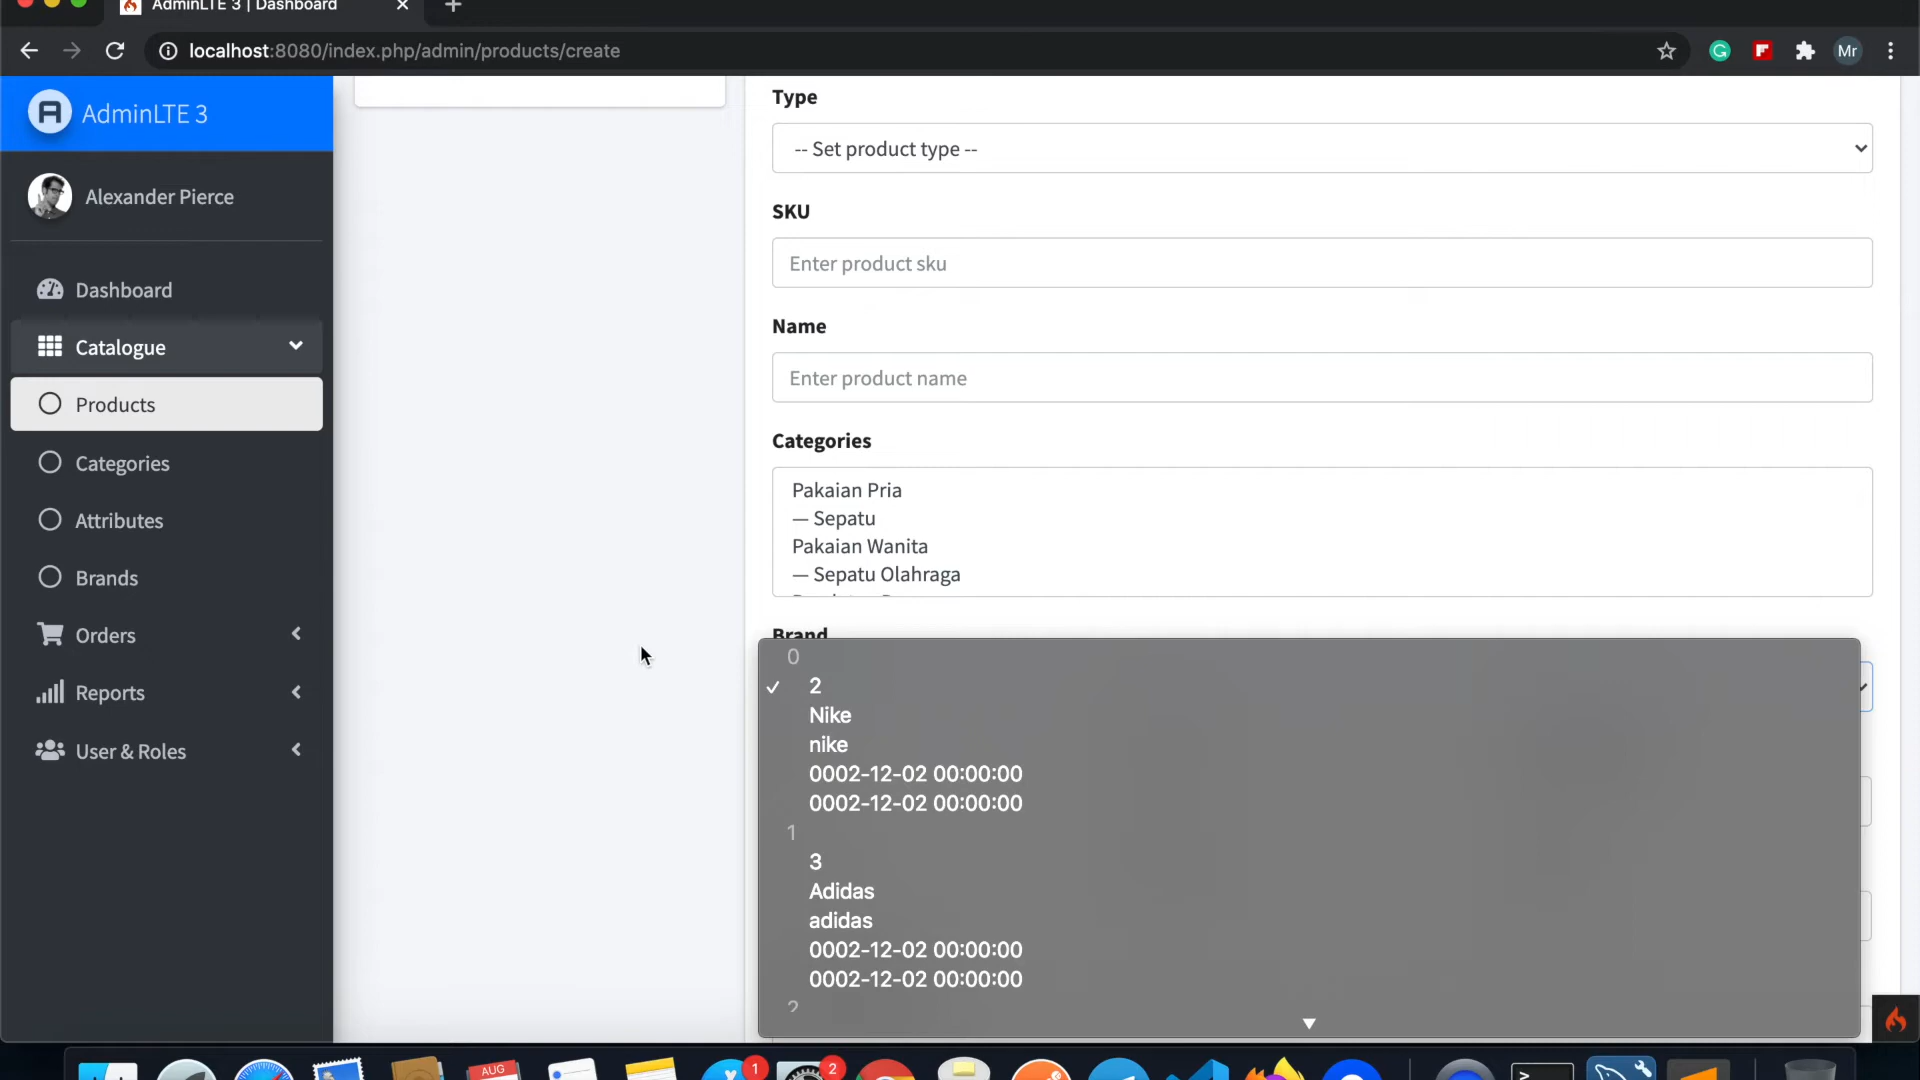 AdminLTE 3 | Dashboard
localhost:8080/index.php/admin/products/create
Mr
AdminLTE 3
Alexander Pierce
Dashboard
Catalogue
Products
Categories
Attributes
Brands
Orders
Reports
User & Roles
Type
-- Set product type --
SKU
Enter product sku
Name
Enter product name
Categories
Pakaian Pria
— Sepatu
Pakaian Wanita
— Sepatu Olahraga
Brand
0
2
Nike
nike
0002-12-02 00:00:00
0002-12-02 00:00:00
1
3
Adidas
adidas
0002-12-02 00:00:00
0002-12-02 00:00:00
2
AUG
1
2